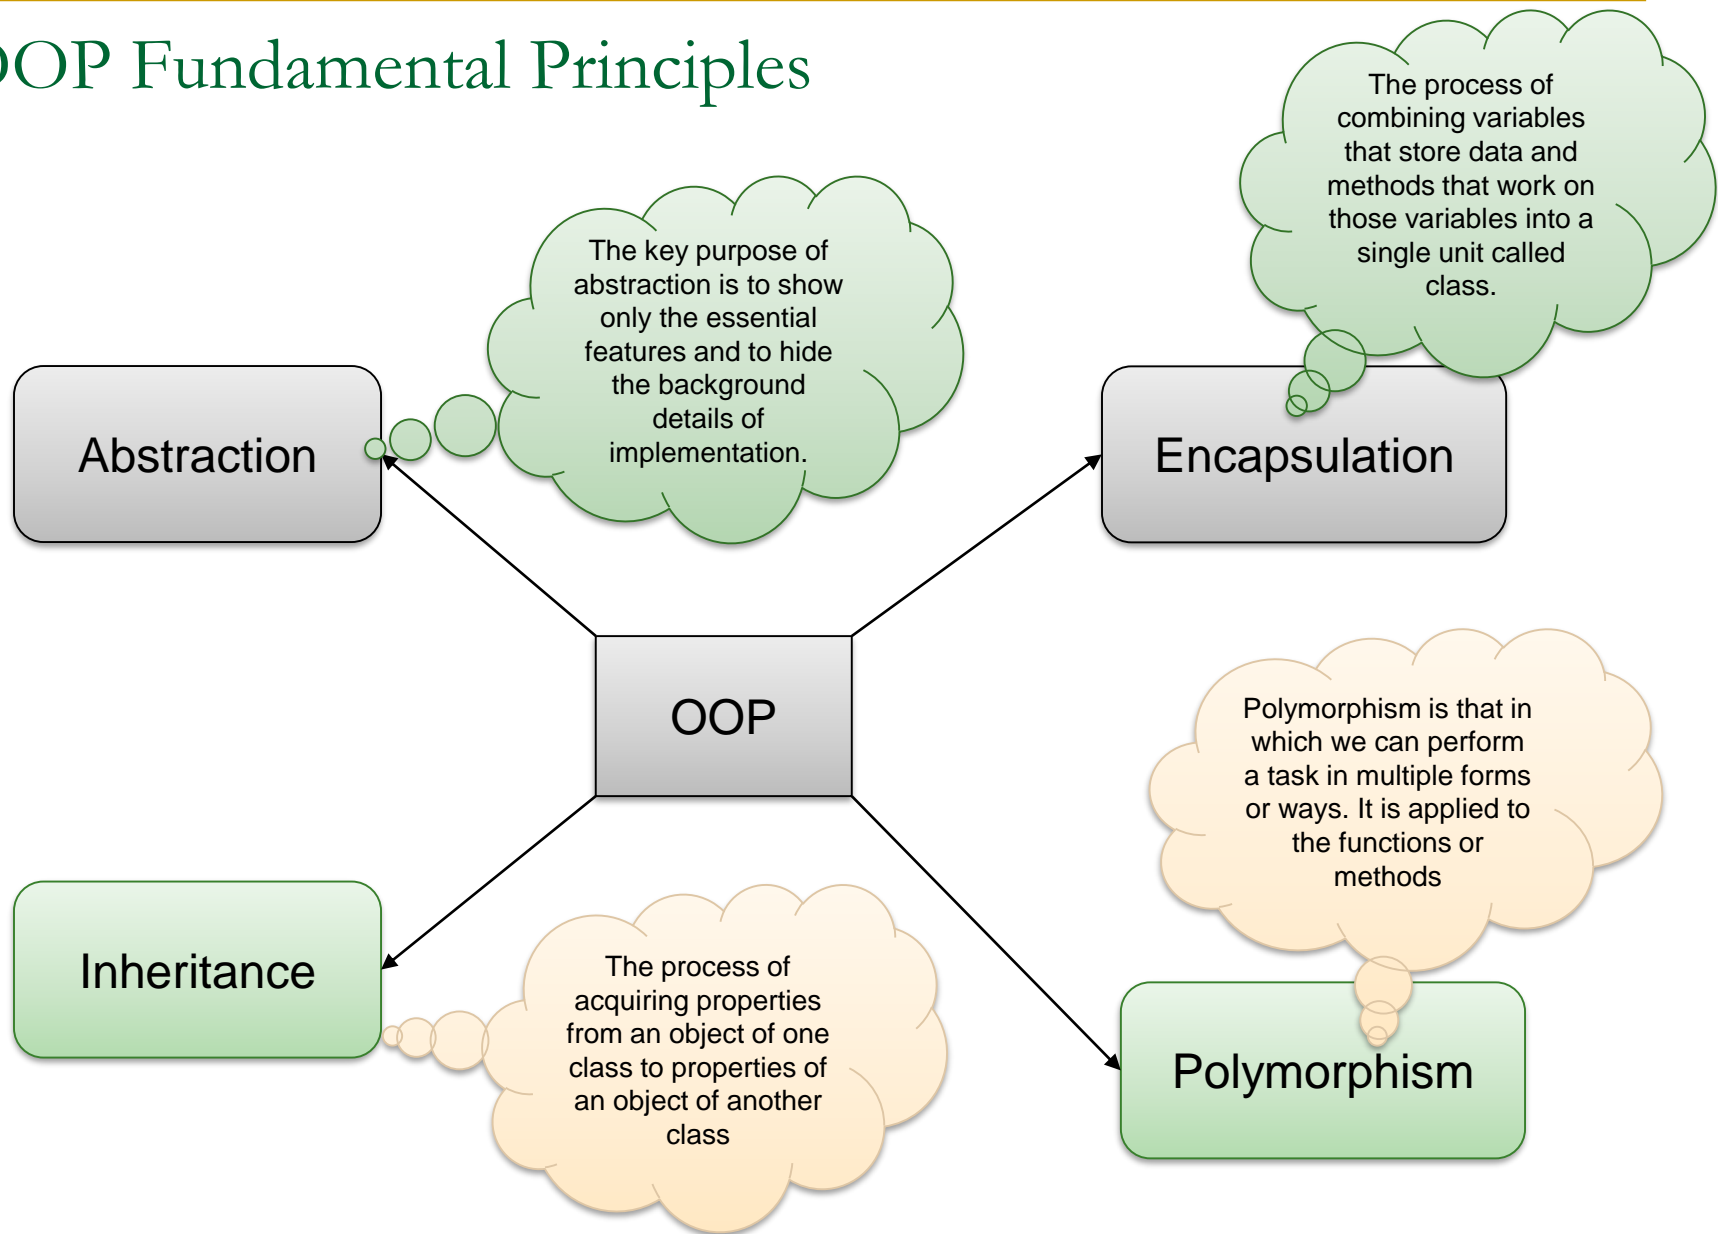 OOP Fundamental Principles
The process of
combining variables
that store data and
methods that work on
those variables into a
single unit called
class.
The key purpose of
abstraction is to show
only the essential
features and to hide
the background
details of
implementation.
Abstraction
Encapsulation
OOP
Polymorphism is that in
which we can perform
a task in multiple forms
or ways. It is applied to
the functions or
methods
Inheritance
The process of
acquiring properties
from an object of one
class to properties of
an object of another
class
Polymorphism